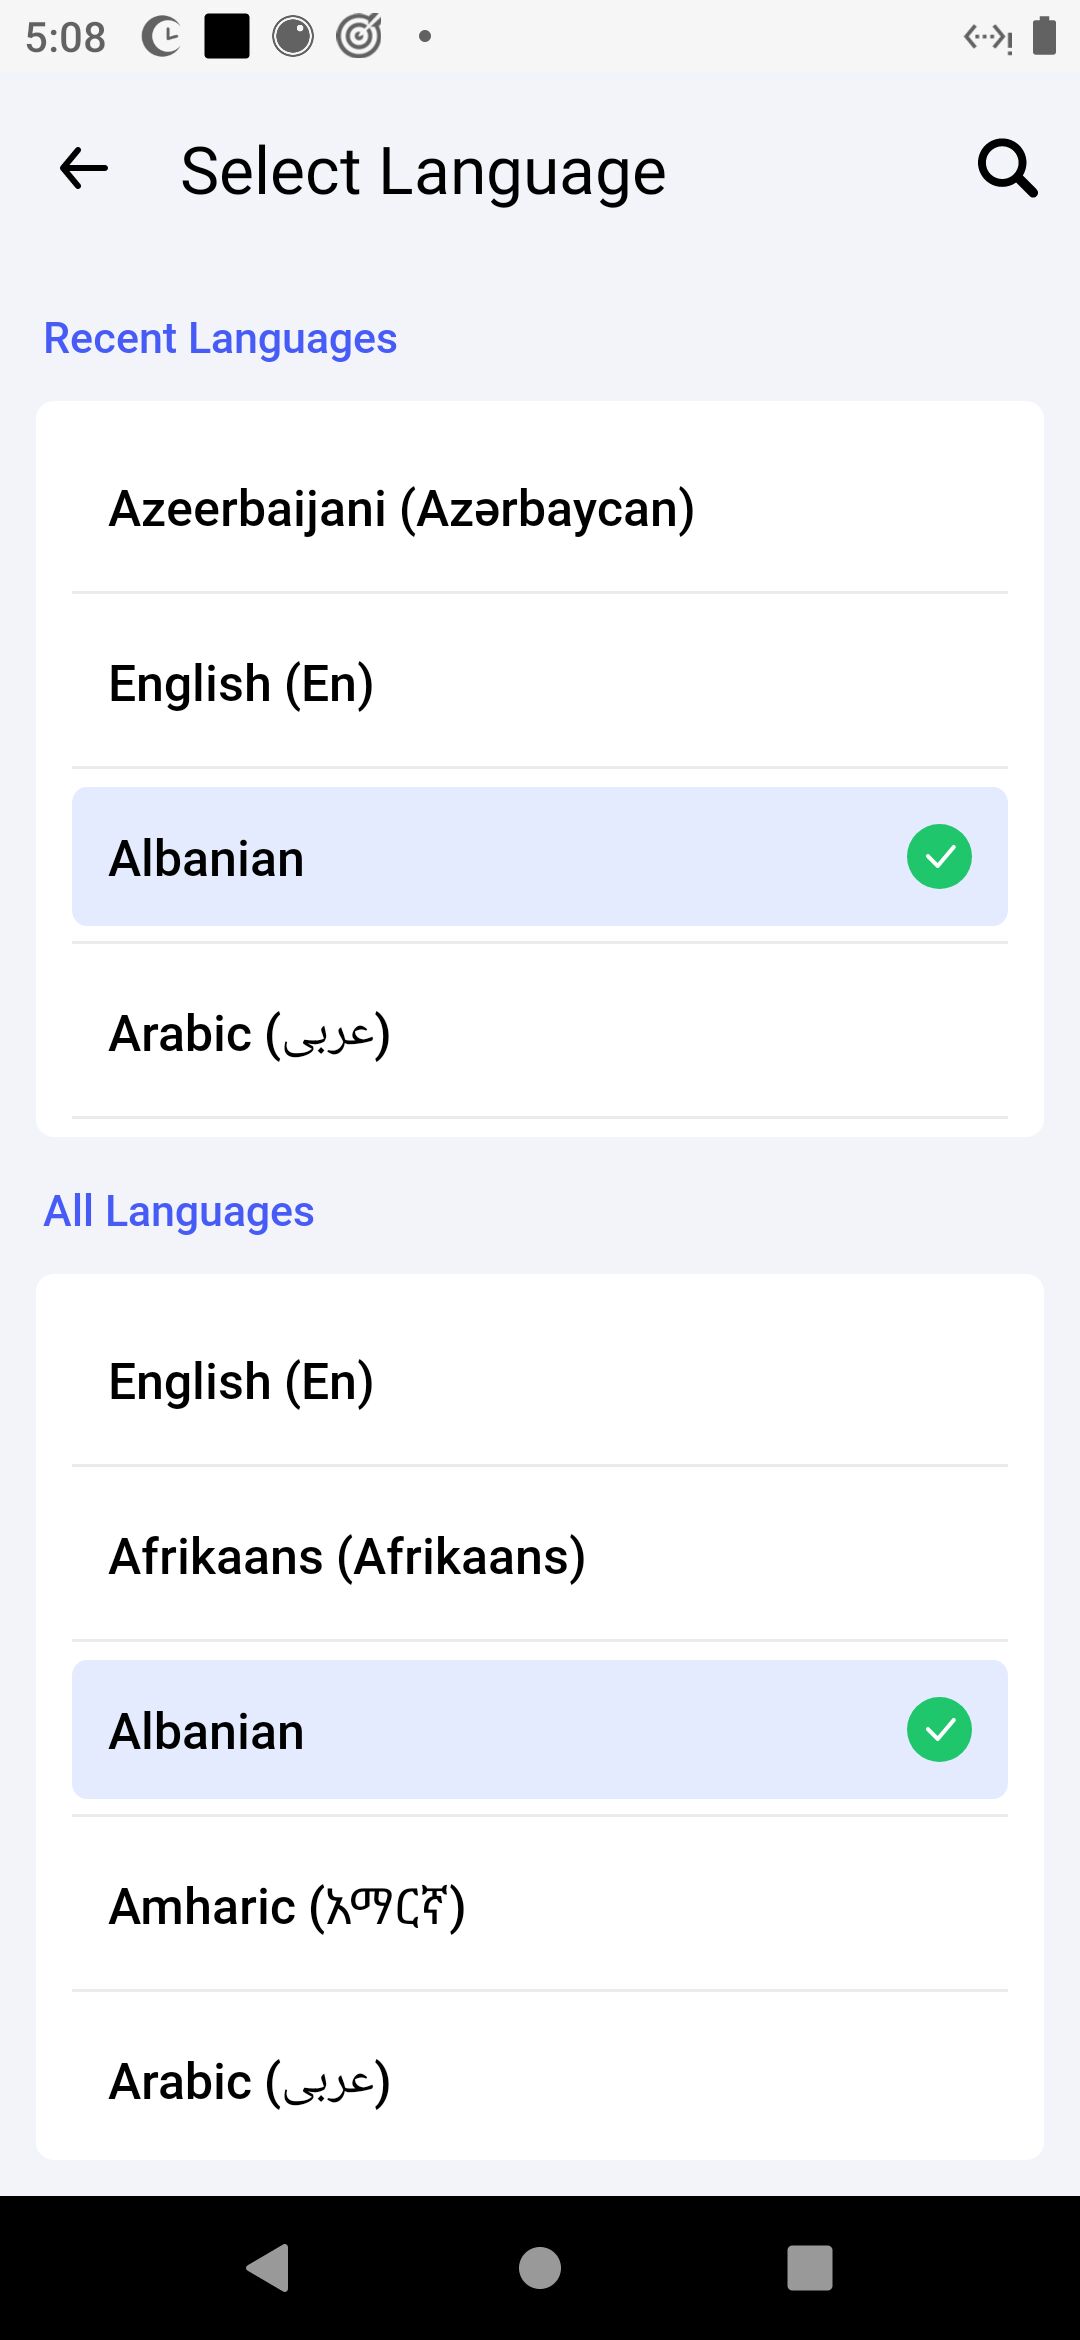 5:08
Select Language
Recent Languages
Azeerbaijani (Azərbaycan)
English (En)
Albanian
Arabic (عربى)
All Languages
English (En)
Afrikaans (Afrikaans)
Albanian
Amharic (አማርኛ)
Arabic (عربى)